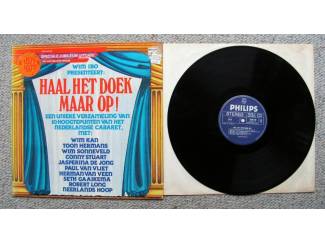 WIM IBO
PRESENTEERT:
HAAL HET DOEK
MAAR OP!
EEN UNIEKE VERZAMELING VAN
HOOGTEPUNTEN VAN HET
NEDERLANDSE CABARET,
MET:
WIM KAN
TOON HERMANS
WIM SONNEVELD
CONNY STUART
JASPERINA DE JONG
PAUL VAN VLIET
HERMAN VAN VEEN
SETH GAAIKEMA
ROBERT LONG
NEERLANDS HOOP
PHILIPS
STEREO